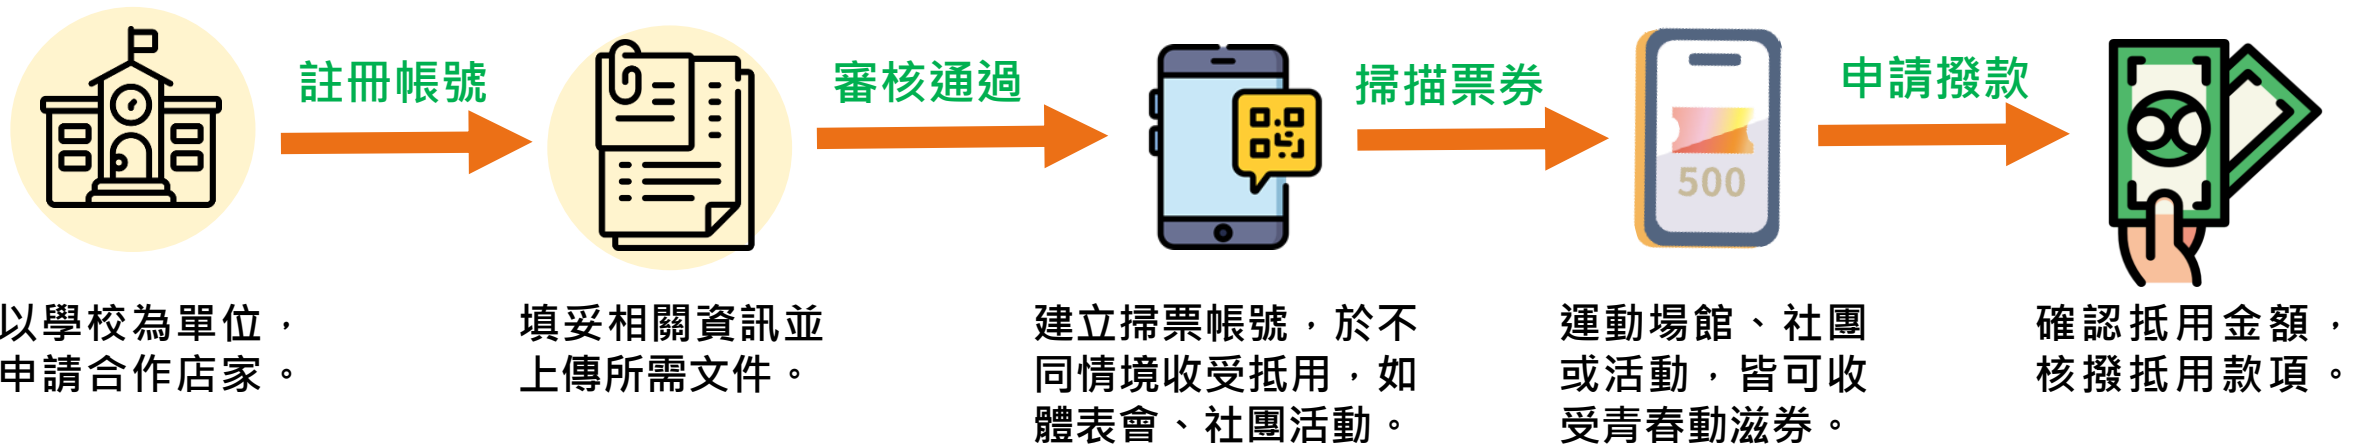 註冊帳號
審核通過
掃描票券
申請撥款
500
以學校為單位，
申請合作店家。
填妥相關資訊並
上傳所需文件。
建立掃票帳號，於不
同情境收受抵用，如
體表會、社團活動。
運動場館、社團
或活動，皆可收
受青春動滋券。
確認抵用金額，
核撥抵用款項。